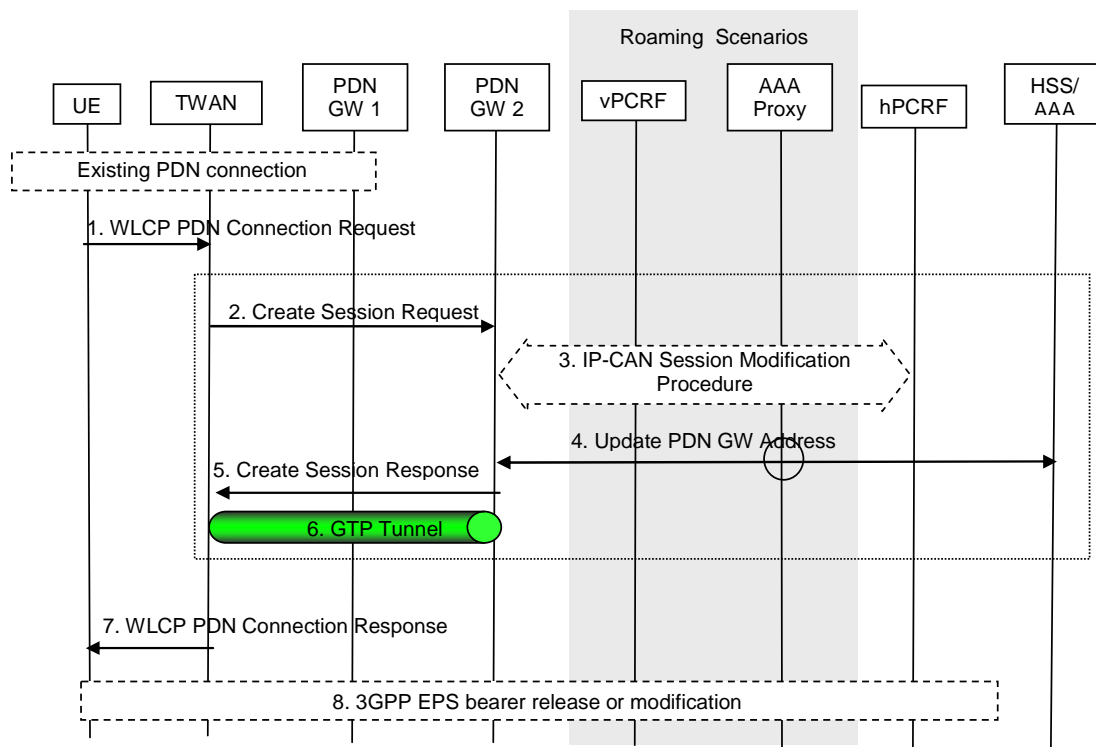 Roaming Scenarios
UE
TWAN
PDN
GW 1
PDN
GW 2
vPCRF
AAA
Proxy
hPCRF
HSS/
AAA
Existing PDN connection
1. WLCP PDN Connection Request
2. Create Session Request
3. IP-CAN Session Modification
Procedure
4. Update PDN GW Address
5. Create Session Response
6. GTP Tunnel
7. WLCP PDN Connection Response
8. 3GPP EPS bearer release or modification